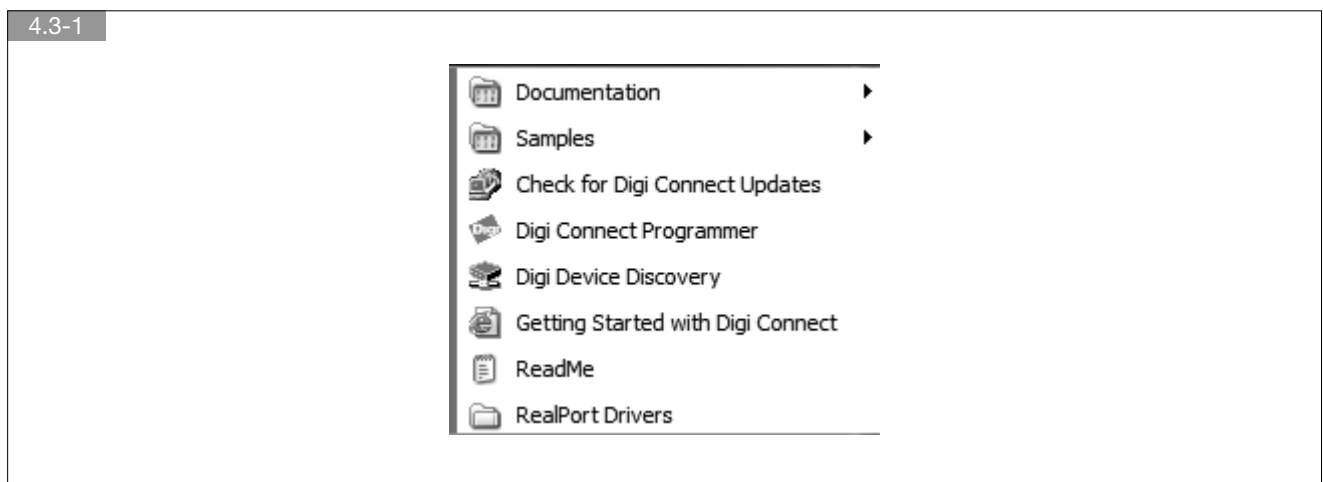 4.3-1
Documentation
Samples
Check for Digi Connect Updates
Digi Connect Programmer
Digi Device Discovery
Getting Started with Digi Connect
ReadMe
RealPort Drivers